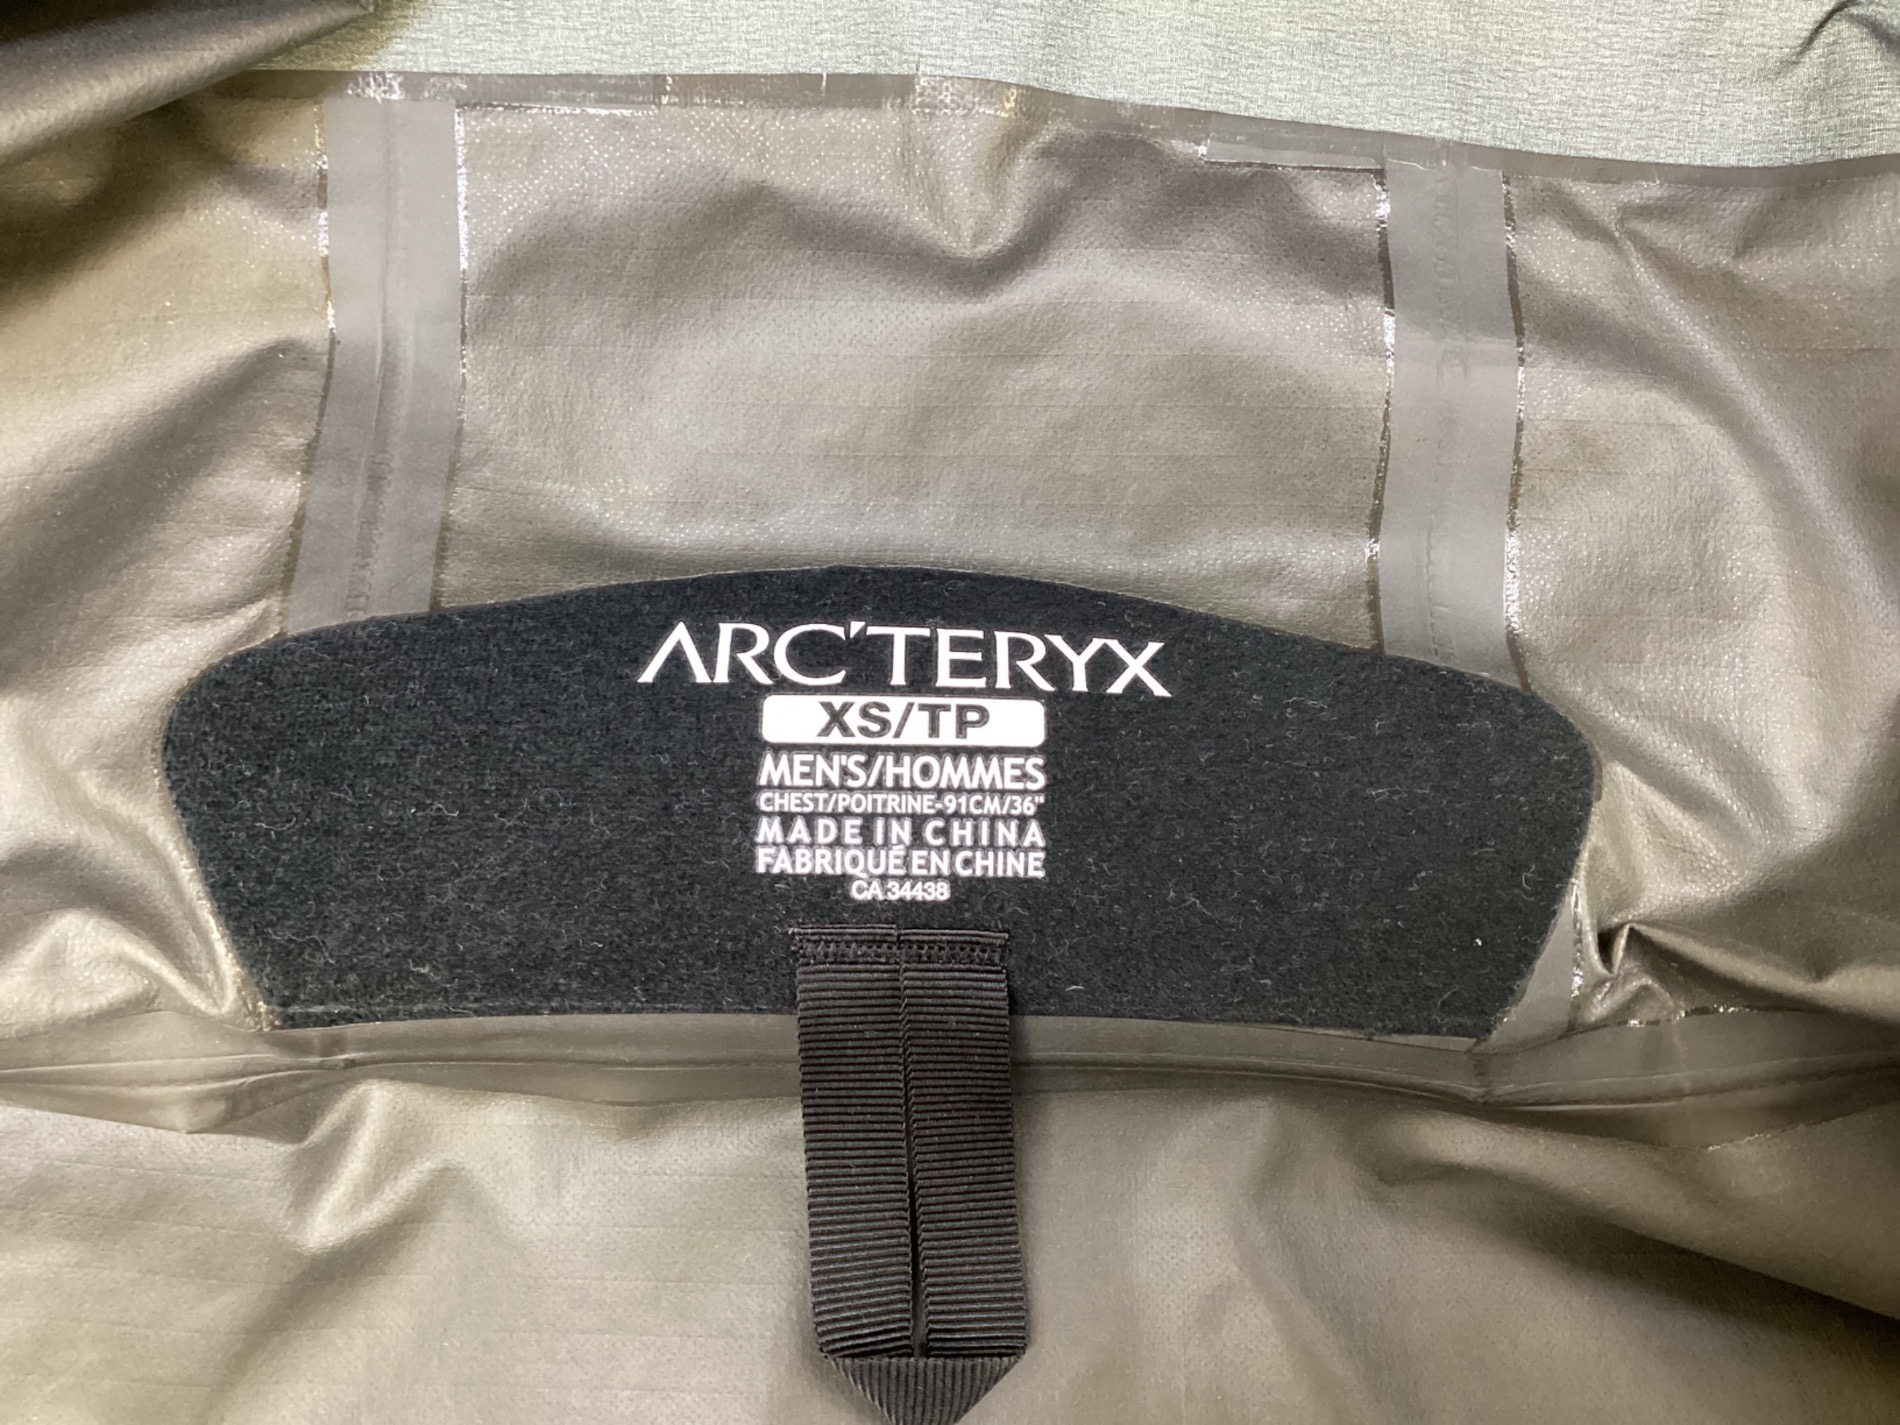 ARC'TERYX
XS/TP
MEN'S/HOMMES
CHEST/POITRINE-91CM/36"
MADE IN CHINA
FABRIQUÉ EN CHINE
CA 34438